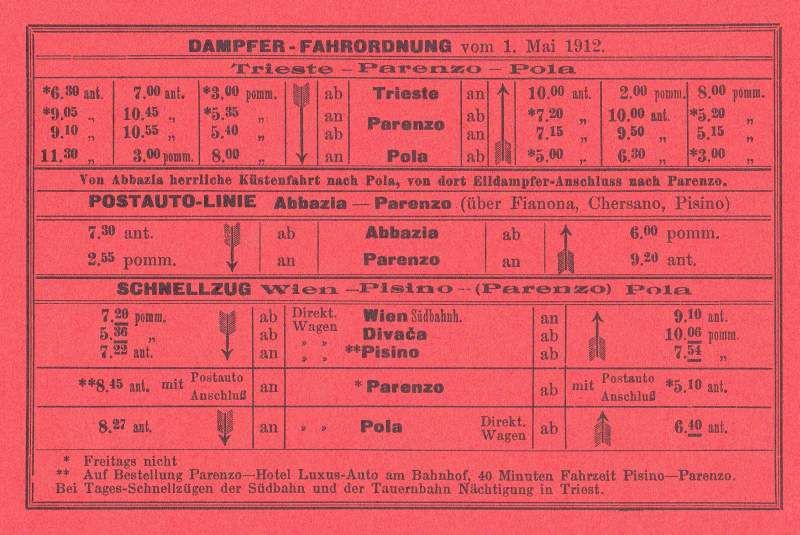 DAMPFER-FAHRORDNUNG vom 1. Mai 1912.
Trieste – Parenzo – Pola
*6.30 ant. 7.00 ant. *3.00 pomm. ab Trieste an 10.00 ant. 2.00 pomm. 8.00 pomm.
*9.05 „ 10.45 „ *5.35 „ an Parenzo ab *7.20 „ 10.00 ant. *5.20 „
9.10 „ 10.55 „ 5.40 „ ab an 7.15 „ 9.50 „ 5.15 „
11.30 „ 3.00 pomm. 8.00 „ an Pola ab *5.00 „ 6.30 „ *3.00 „
Von Abbazia herrliche Küstenfahrt nach Pola, von dort Eildampfer-Anschluss nach Parenzo.
POSTAUTO-LINIE Abbazia — Parenzo (über Fianona, Chersano, Pisino)
7.30 ant. ab Abbazia ab 6.00 pomm.
2.55 pomm. an Parenzo an 9.20 ant.
SCHNELLZUG Wien – Pisino – (Parenzo) Pola
7.20 pomm. ab Direkt. Wagen Wien Südbahnh. an 9.10 ant.
5.36 „ ab „ „ Divača ab 10.06 pomm.
7.22 ant. an „ „ **Pisino ab 7.54 „
**8.45 ant. mit Postauto Anschluß an * Parenzo ab mit Postauto Anschluß *5.10 ant.
8.27 ant. an „ „ Pola Direkt. Wagen ab 6.40 ant.
* Freitags nicht
** Auf Bestellung Parenzo—Hotel Luxus-Auto am Bahnhof, 40 Minuten Fahrzeit Pisino—Parenzo.
Bei Tages-Schnellzügen der Südbahn und der Tauernbahn Nächtigung in Triest.